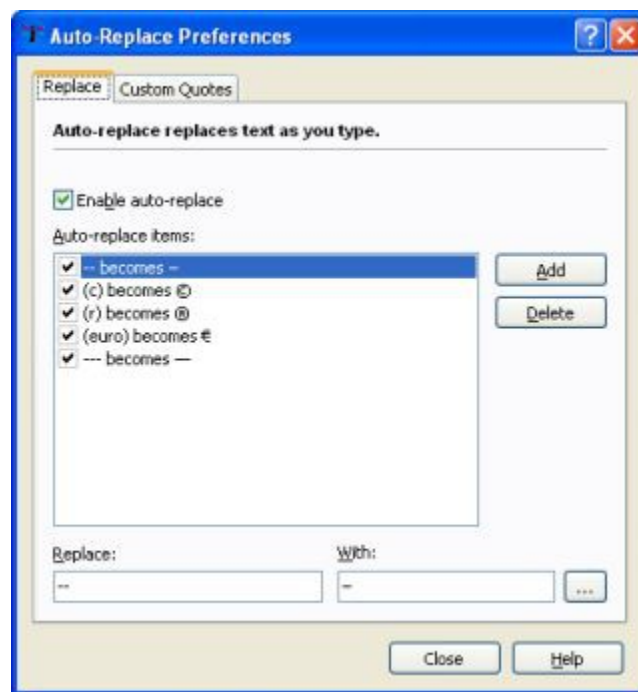 Auto-Replace Preferences
Replace Custom Quotes
Auto-replace replaces text as you type.
Enable auto-replace
Auto-replace items:
-- becomes –
(c) becomes ©
(r) becomes ®
(euro) becomes €
--- becomes —
Add
Delete
Replace: With:
-- – ...
Close Help